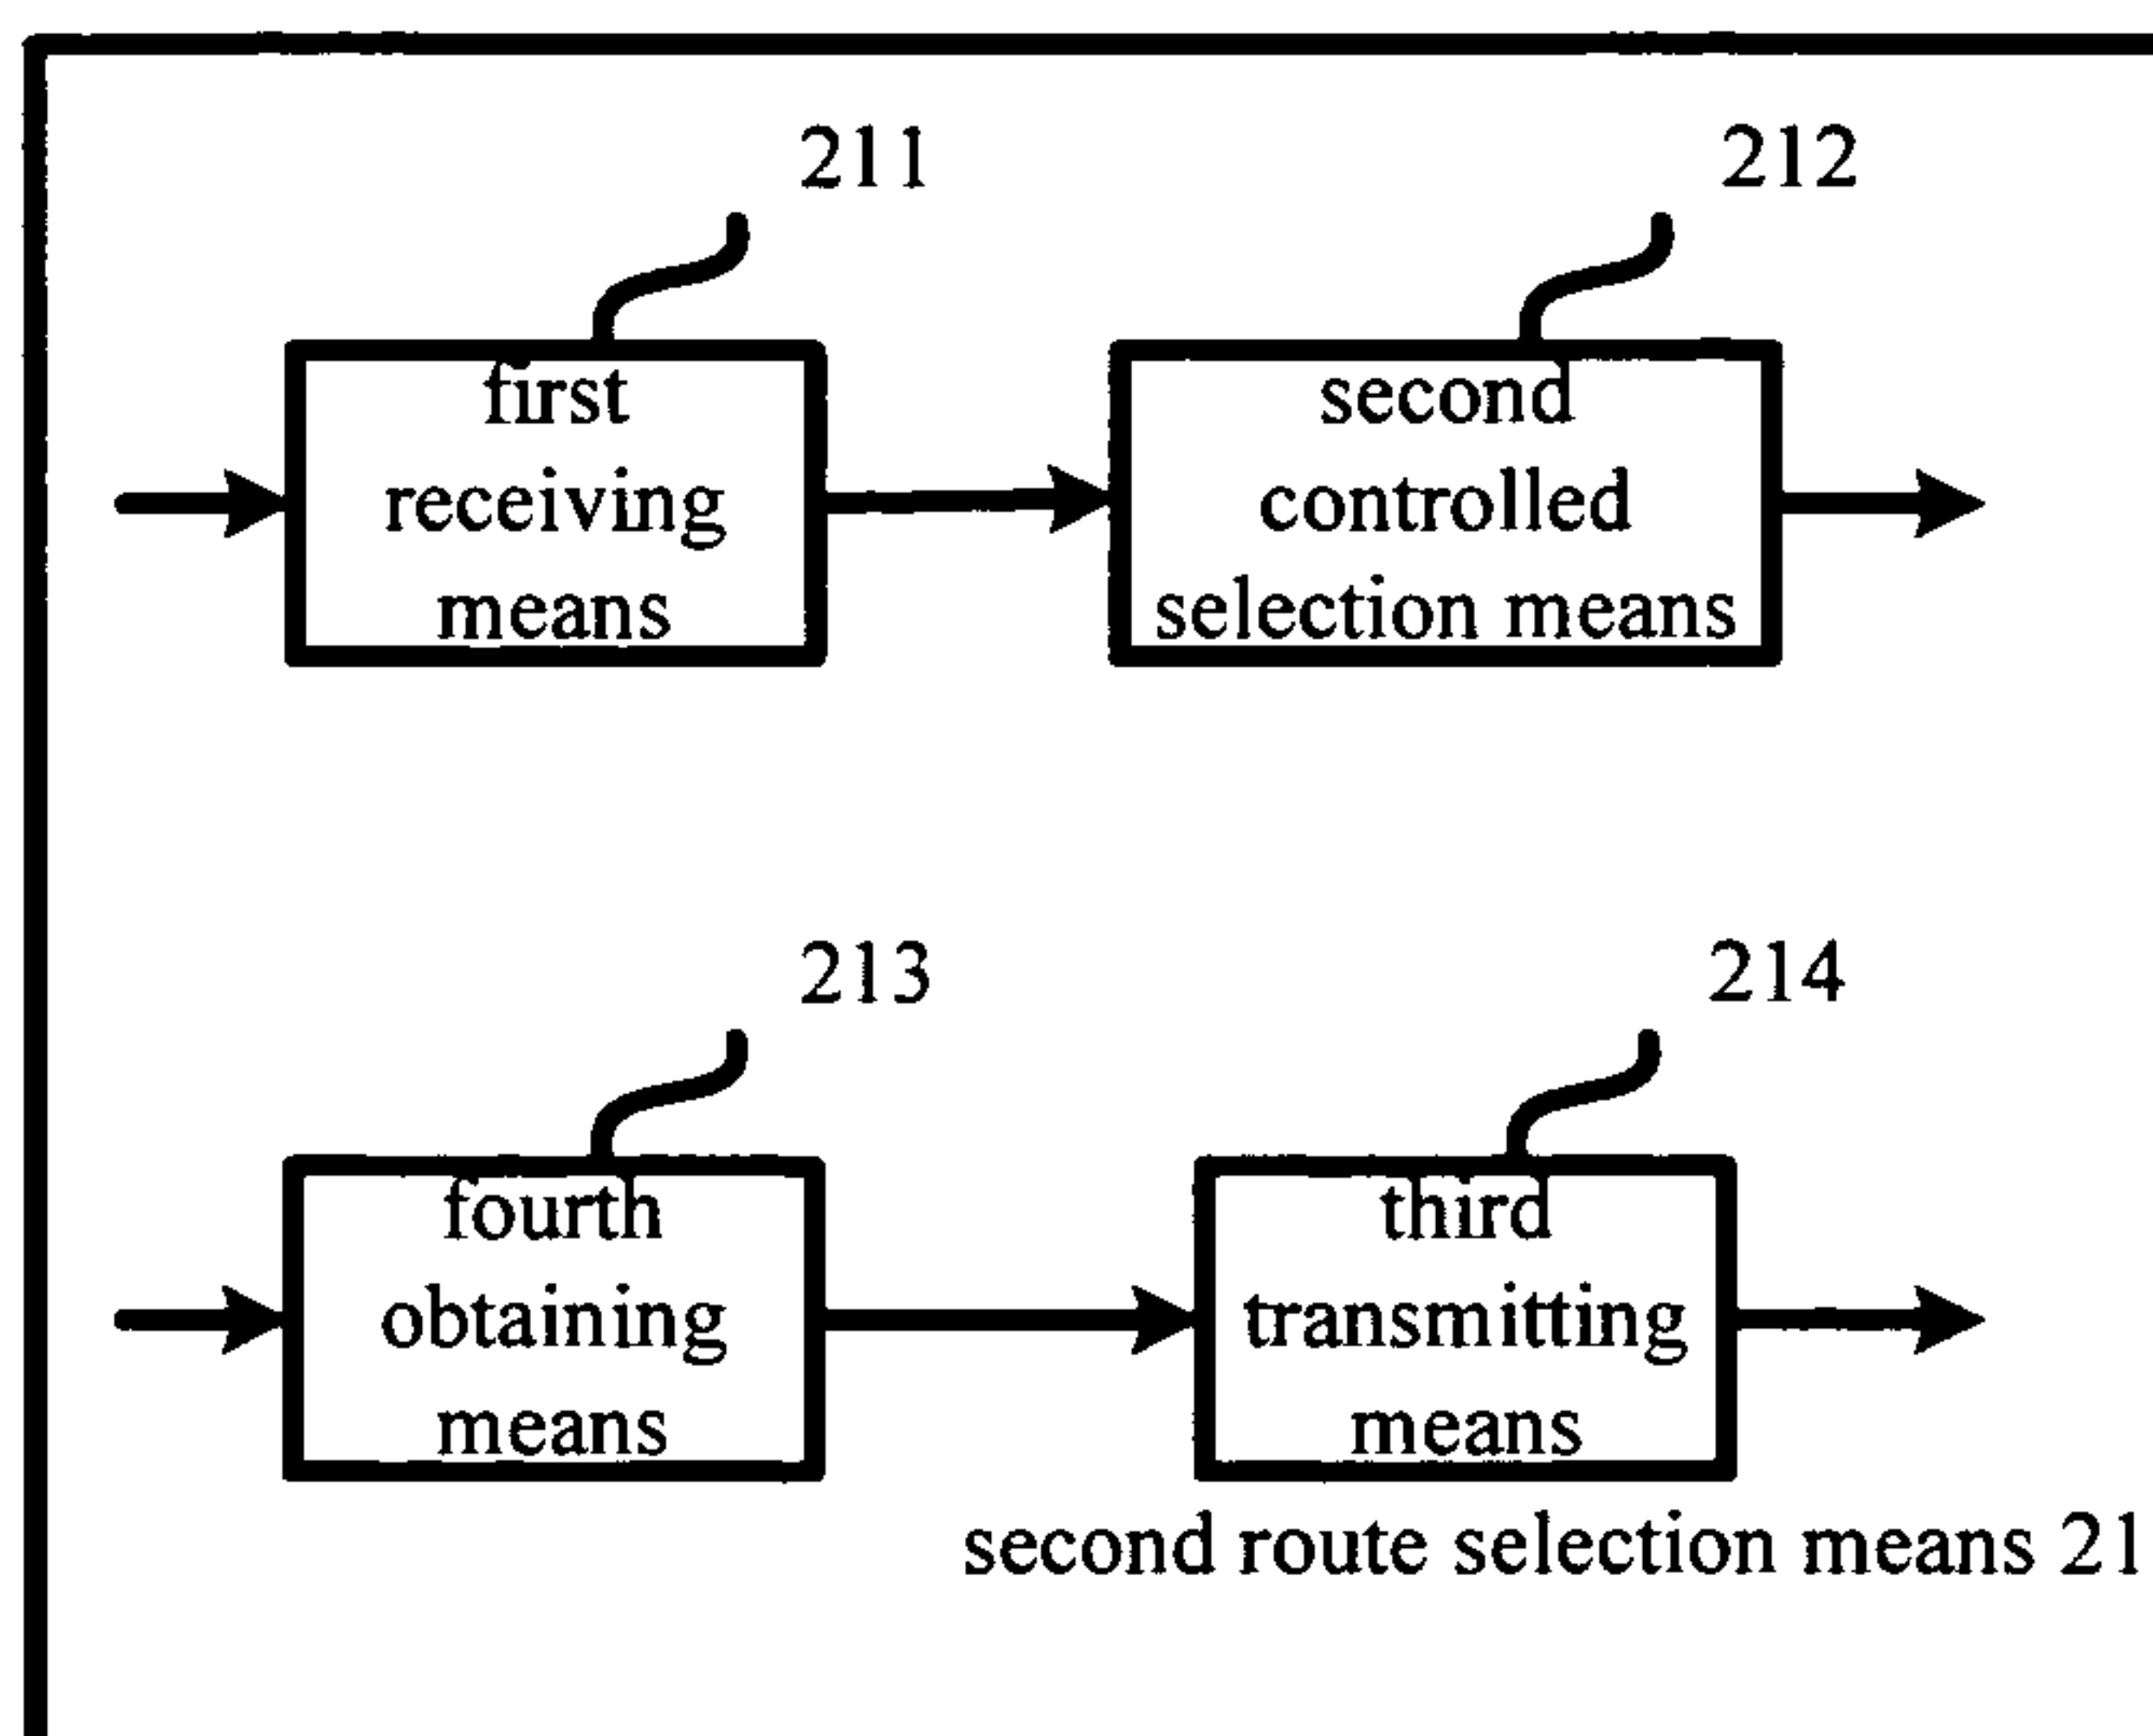 211
212
first
receiving
means
second
controlled
selection means
213
214
fourth
obtaining
means
third
transmitting
means
second route selection means 21